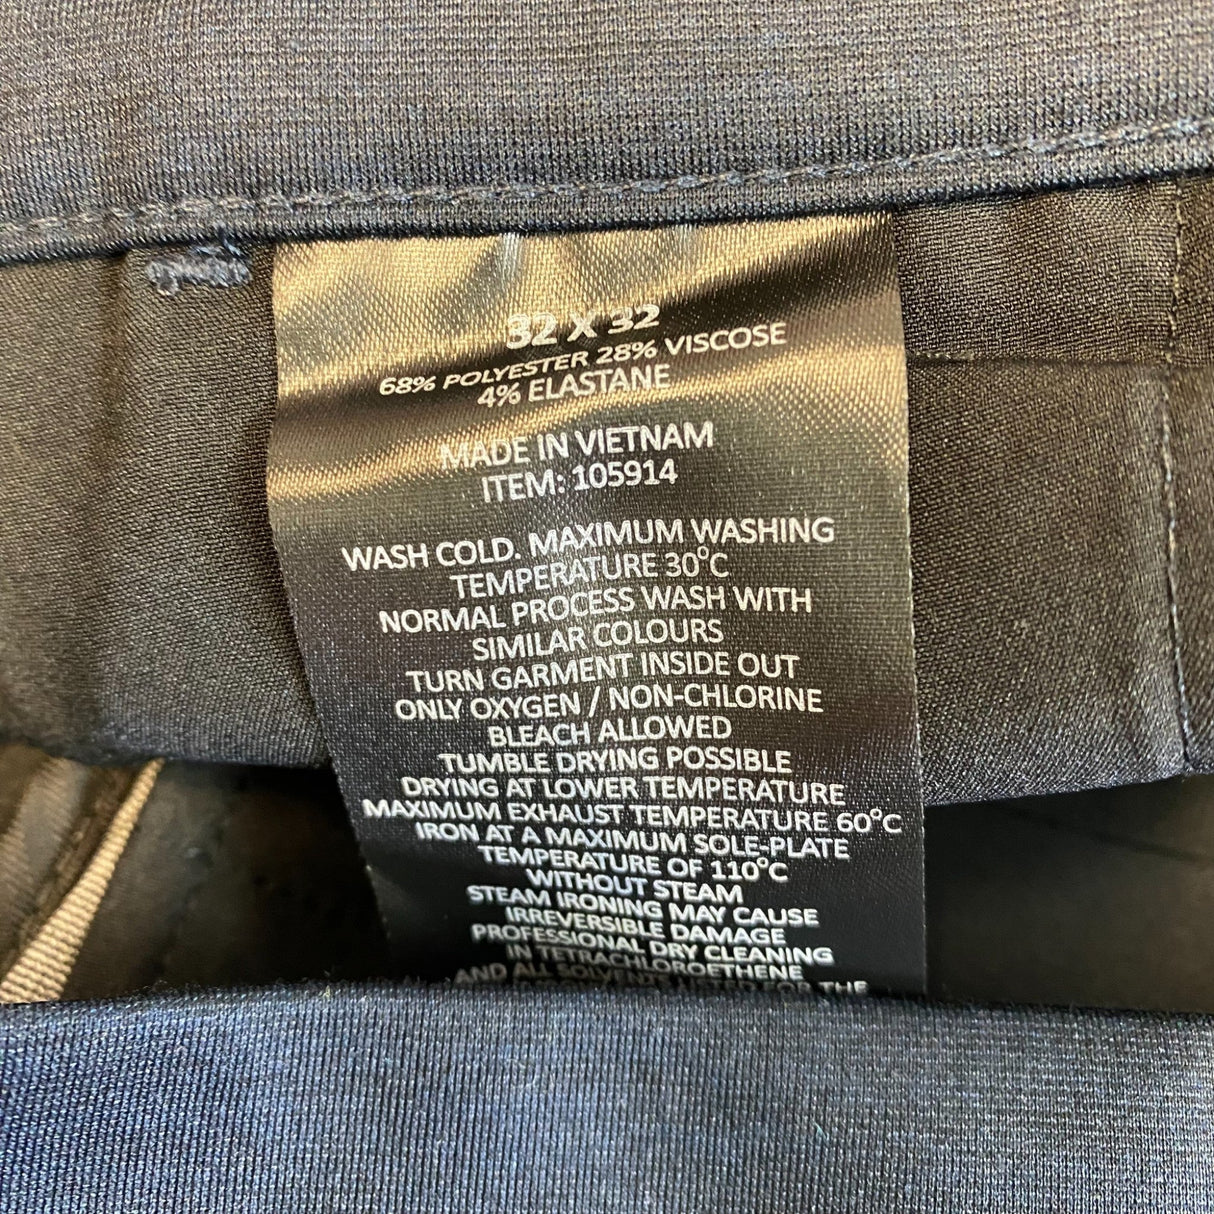 32 X 32
68% POLYESTER 28% VISCOSE
4% ELASTANE
MADE IN VIETNAM
ITEM: 105914
WASH COLD. MAXIMUM WASHING
TEMPERATURE 30°C
NORMAL PROCESS WASH WITH
SIMILAR COLOURS
TURN GARMENT INSIDE OUT
ONLY OXYGEN / NON-CHLORINE
BLEACH ALLOWED
TUMBLE DRYING POSSIBLE
DRYING AT LOWER TEMPERATURE
MAXIMUM EXHAUST TEMPERATURE 60°C
IRON AT A MAXIMUM SOLE-PLATE
TEMPERATURE OF 110°C
WITHOUT STEAM
STEAM IRONING MAY CAUSE
IRREVERSIBLE DAMAGE
PROFESSIONAL DRY CLEANING
IN TETRACHLOROETHENE
AND ALL SOLVENTS LISTED FOR THE